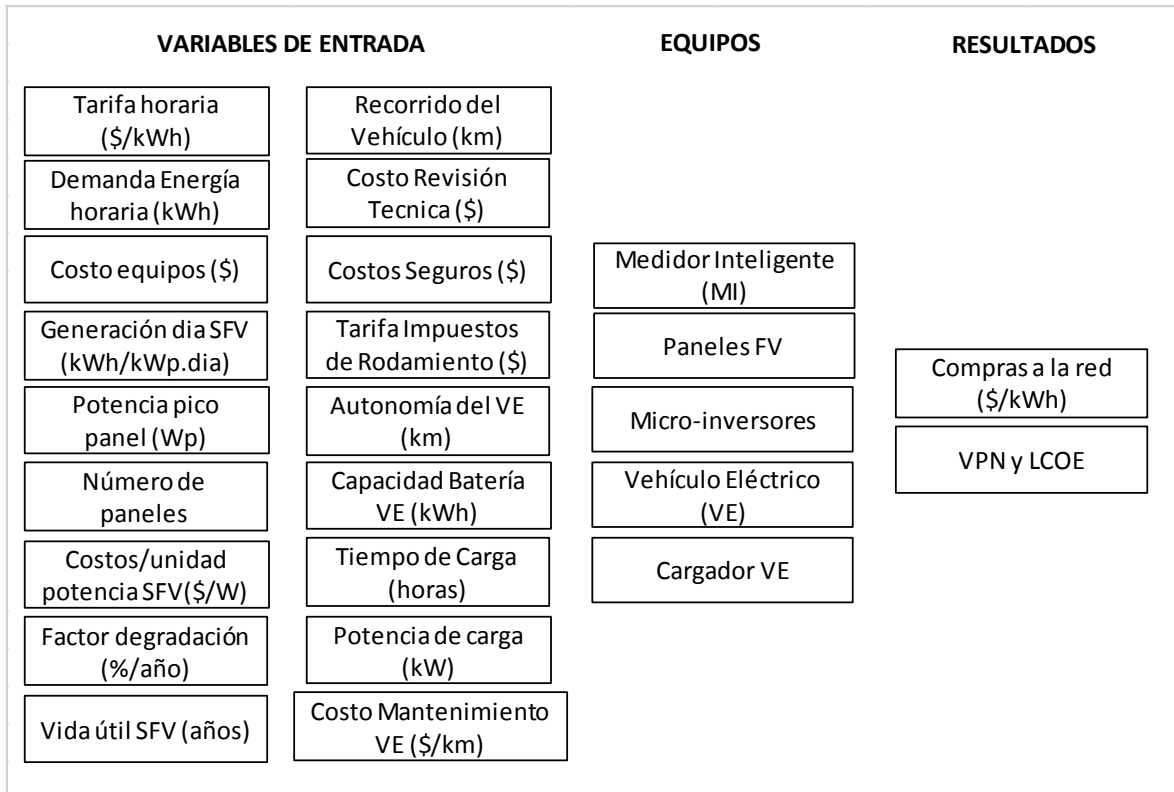 VARIABLES DE ENTRADA
Tarifa horaria
($/kWh)
Demanda Energía
horaria (kWh)
Costo equipos ($)
Generación dia SFV
(kWh/kWp.dia)
Potencia pico
panel (Wp)
Número de
paneles
Costos/unidad
potencia SFV($/W)
Factor degradación
(%/año)
Vida útil SFV (años)
Recorrido del
Vehículo (km)
Costo Revisión
Tecnica ($)
Costos Seguros ($)
Tarifa Impuestos
de Rodamiento ($)
Autonomía del VE
(km)
Capacidad Batería
VE (kWh)
Tiempo de Carga
(horas)
Potencia de carga
(kW)
Costo Mantenimiento
VE ($/km)
EQUIPOS
Medidor Inteligente
(MI)
Paneles FV
Micro-inversores
Vehículo Eléctrico
(VE)
Cargador VE
RESULTADOS
Compras a la red
($/kWh)
VPN y LCOE